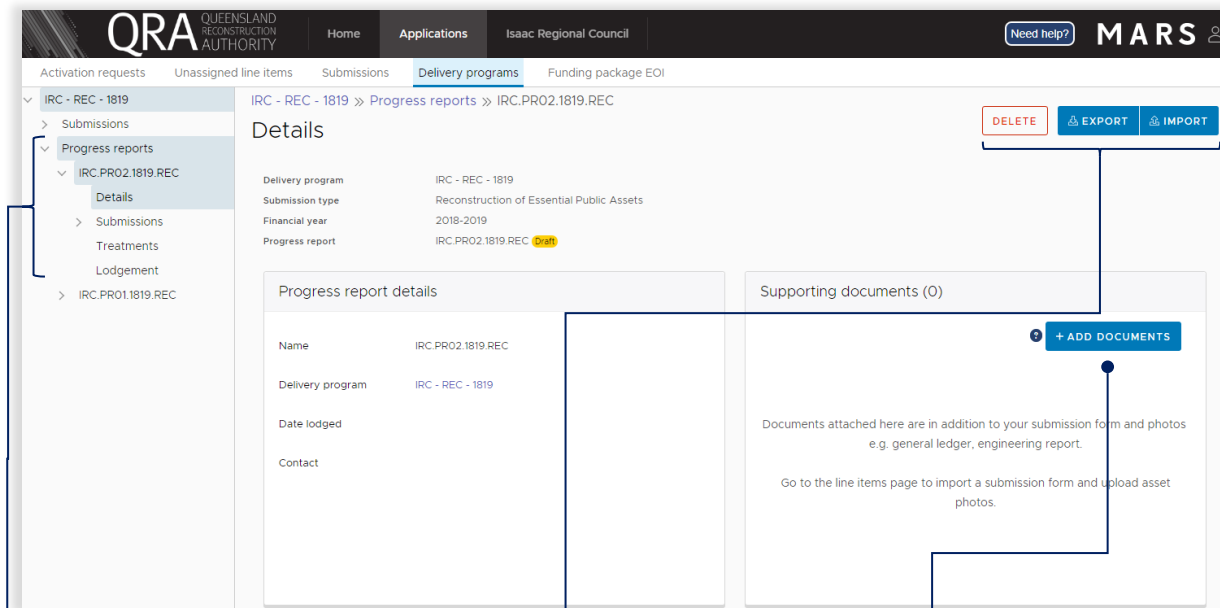 QRA QUEENSLAND RECONSTRUCTION AUTHORITY
Home Applications Isaac Regional Council Need help? MARS
Activation requests Unassigned line items Submissions Delivery programs Funding package EOI
IRC - REC - 1819
Submissions
Progress reports
IRC.PR02.1819.REC
Details
Submissions
Treatments
Lodgement
IRC.PR01.1819.REC
IRC - REC - 1819 » Progress reports » IRC.PR02.1819.REC
Details
DELETE EXPORT IMPORT
Delivery program IRC - REC - 1819
Submission type Reconstruction of Essential Public Assets
Financial year 2018-2019
Progress report IRC.PR02.1819.REC Draft
Progress report details
Name IRC.PR02.1819.REC
Delivery program IRC - REC - 1819
Date lodged
Contact
Supporting documents (0)
? + ADD DOCUMENTS
Documents attached here are in addition to your submission form and photos
e.g. general ledger, engineering report.
Go to the line items page to import a submission form and upload asset
photos.